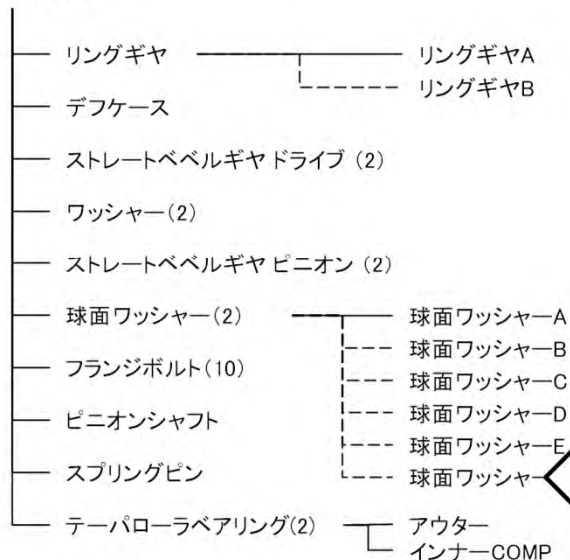 リングギヤ リングギヤA
リングギヤB
デフケース
ストレートベベルギヤ ドライブ (2)
ワッシャー(2)
ストレートベベルギヤ ピニオン (2)
球面ワッシャー(2) 球面ワッシャーA
球面ワッシャーB
フランジボルト(10)
球面ワッシャーC
球面ワッシャーD
ピニオンシャフト
球面ワッシャーE
スプリングピン 球面ワッシャー
テーパローラベアリング(2) アウター
インナーCOMP